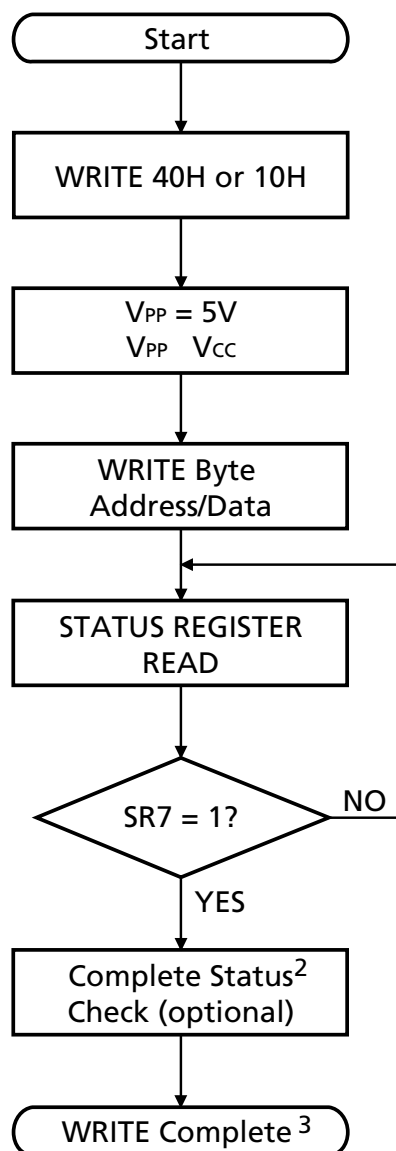 Start
WRITE 40H or 10H
VPP = 5V
VPP VCC
WRITE Byte
Address/Data
STATUS REGISTER
READ
SR7 = 1?
NO
YES
Complete Status2
Check (optional)
WRITE Complete 3